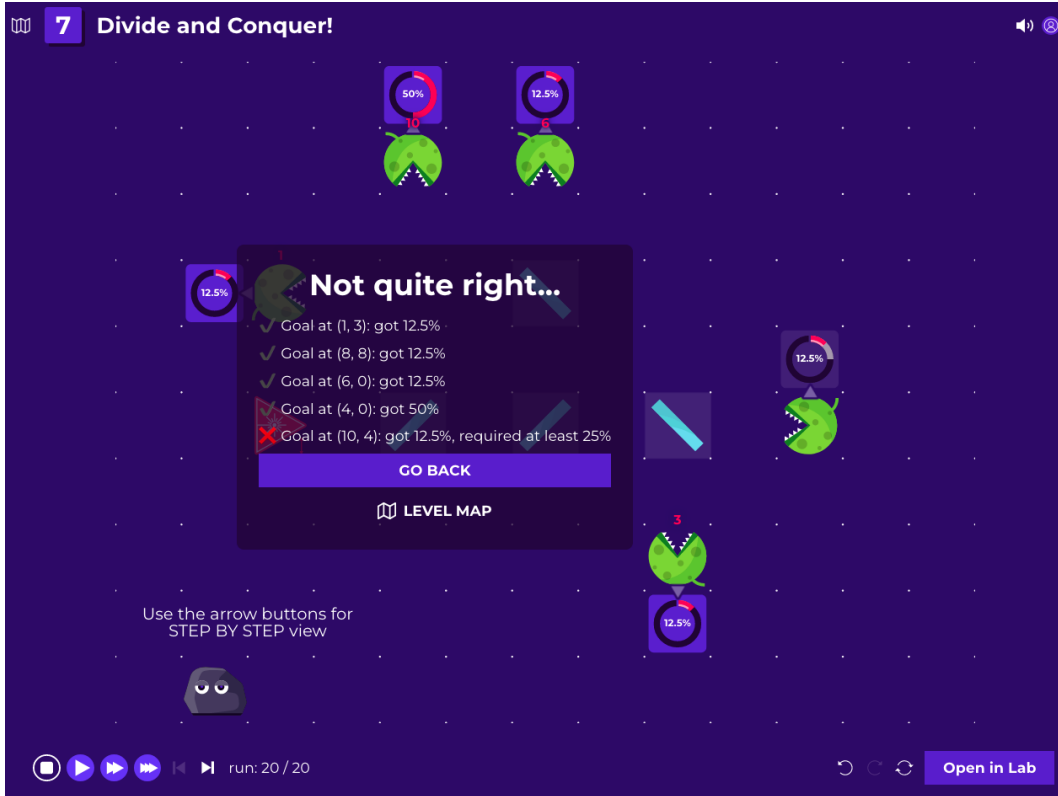 7 Divide and Conquer!
50% 12.5%
10 6
1
12.5%
Not quite right...
Goal at (1, 3): got 12.5%
Goal at (8, 8): got 12.5%
Goal at (6, 0): got 12.5%
Goal at (4, 0): got 50%
Goal at (10, 4): got 12.5%, required at least 25%
12.5%
GO BACK
LEVEL MAP
3
12.5%
Use the arrow buttons for
STEP BY STEP view
run: 20 / 20
Open in Lab